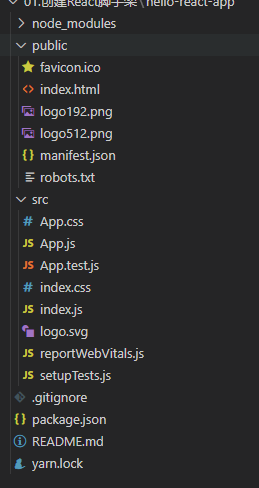 01.创建React脚手架\hello-react-app
node_modules
public
favicon.ico
index.html
logo192.png
logo512.png
manifest.json
robots.txt
src
App.css
App.js
App.test.js
index.css
index.js
logo.svg
reportWebVitals.js
setupTests.js
.gitignore
package.json
README.md
yarn.lock